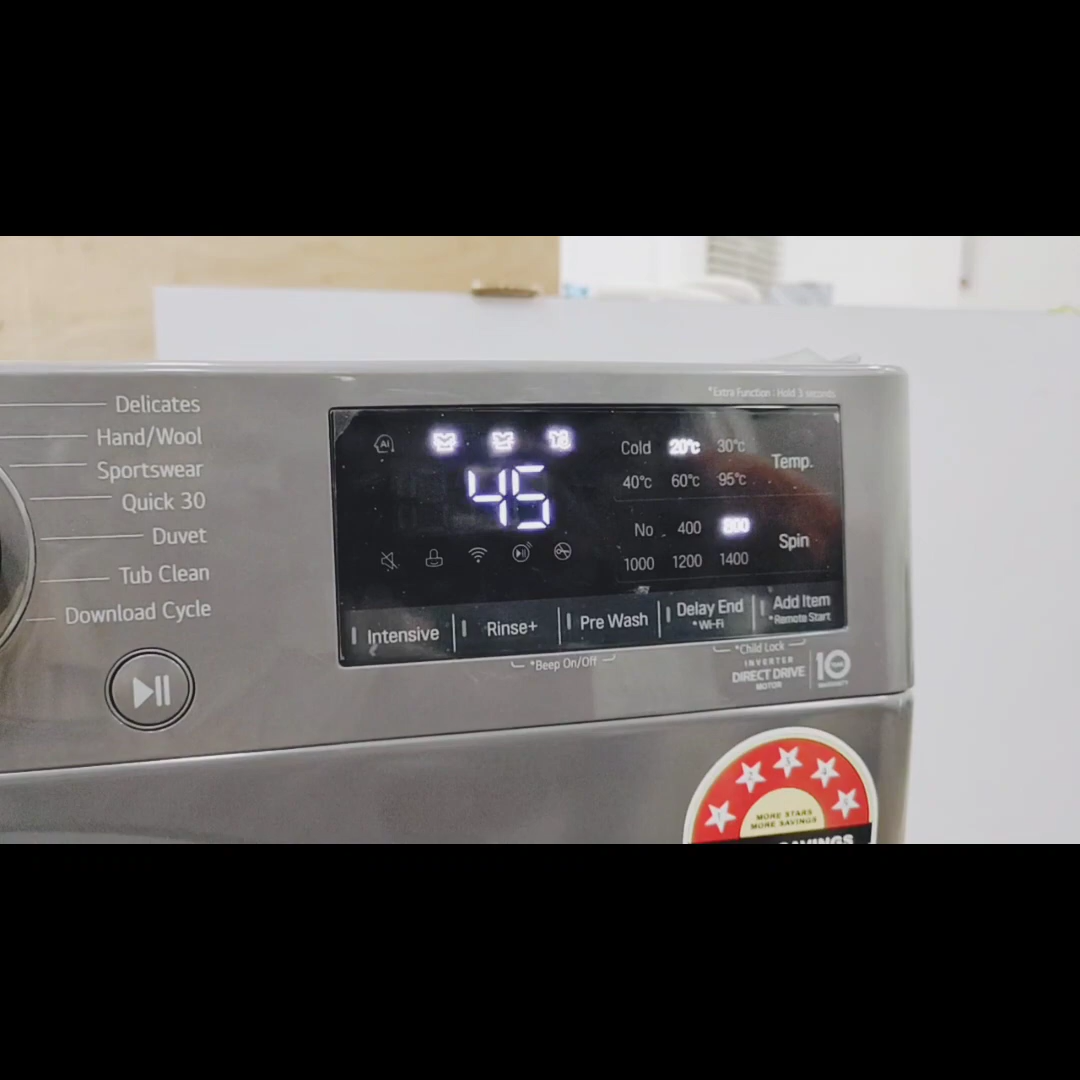 Delicates
Hand/Wool
Sportswear
Quick 30
Duvet
Tub Clean
Download Cycle
*Extra Function : Hold 3 seconds
AI
45
Cold 20°c 30°c
40°c 60°c 95°c
Temp.
No 400 800
1000 1200 1400
Spin
Intensive
Rinse+
Pre Wash
Delay End
*Wi-Fi
Add Item
*Remote Start
*Beep On/Off
*Child Lock
INVERTER
DIRECT DRIVE
MOTOR
10
WARRANTY
MORE STARS
MORE SAVINGS